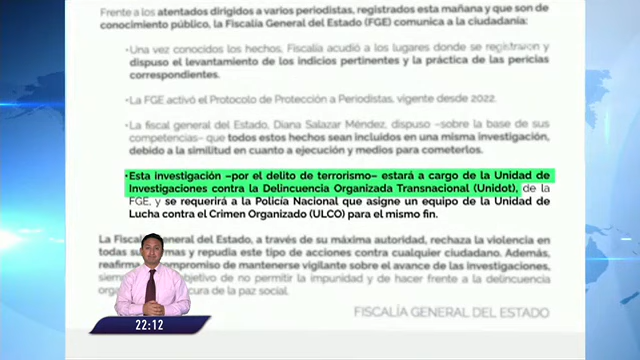 Frente a los atentados dirigidos a varios periodistas, registrados esta mañana y que son de
conocimiento público, la Fiscalía General del Estado (FGE) comunica a la ciudadanía:
• Una vez conocidos los hechos, Fiscalía acudió a los lugares donde se registraron y
dispuso el levantamiento de los indicios pertinentes y la práctica de las pericias
correspondientes.
• La FGE activó el Protocolo de Protección a Periodistas, vigente desde 2022.
La fiscal general del Estado, Diana Salazar Méndez, dispuso –sobre la base de sus
competencias– que todos estos hechos sean incluidos en una misma investigación,
debido a la similitud en cuanto a ejecución y medios para cometerlos.
• Esta investigación –por el delito de terrorismo– estará a cargo de la Unidad de
Investigaciones contra la Delincuencia Organizada Transnacional (Unidot), de la
FGE, y se requerirá a la Policía Nacional que asigne un equipo de la Unidad de
Lucha contra el Crimen Organizado (ULCO) para el mismo fin.
La Fiscalía General del Estado, a través de su máxima autoridad, rechaza la violencia en
todas su rmas y repudia este tipo de acciones contra cualquier ciudadano. Además,
reafirma ompromiso de mantenerse vigilante sobre el avance de las investigaciones,
siem bjetivo de no permitir la impunidad y de hacer frente a la delincuencia
orga cura de la paz social.
FISCALÍA GENERAL DEL ESTADO
22:12